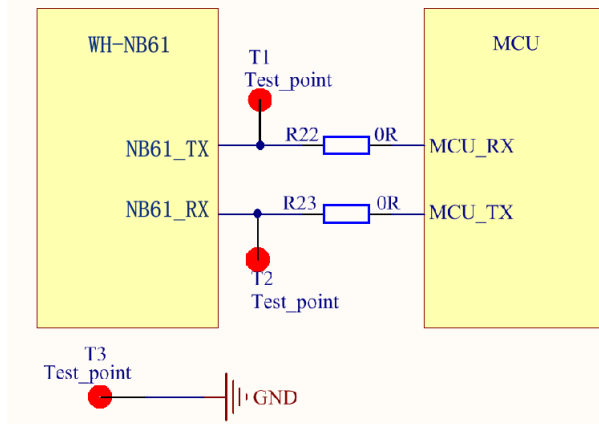 WH-NB61
MCU
T1
Test_point
NB61_TX
R22
0R
MCU_RX
NB61_RX
R23
0R
MCU_TX
T2
Test_point
T3
Test_point
GND